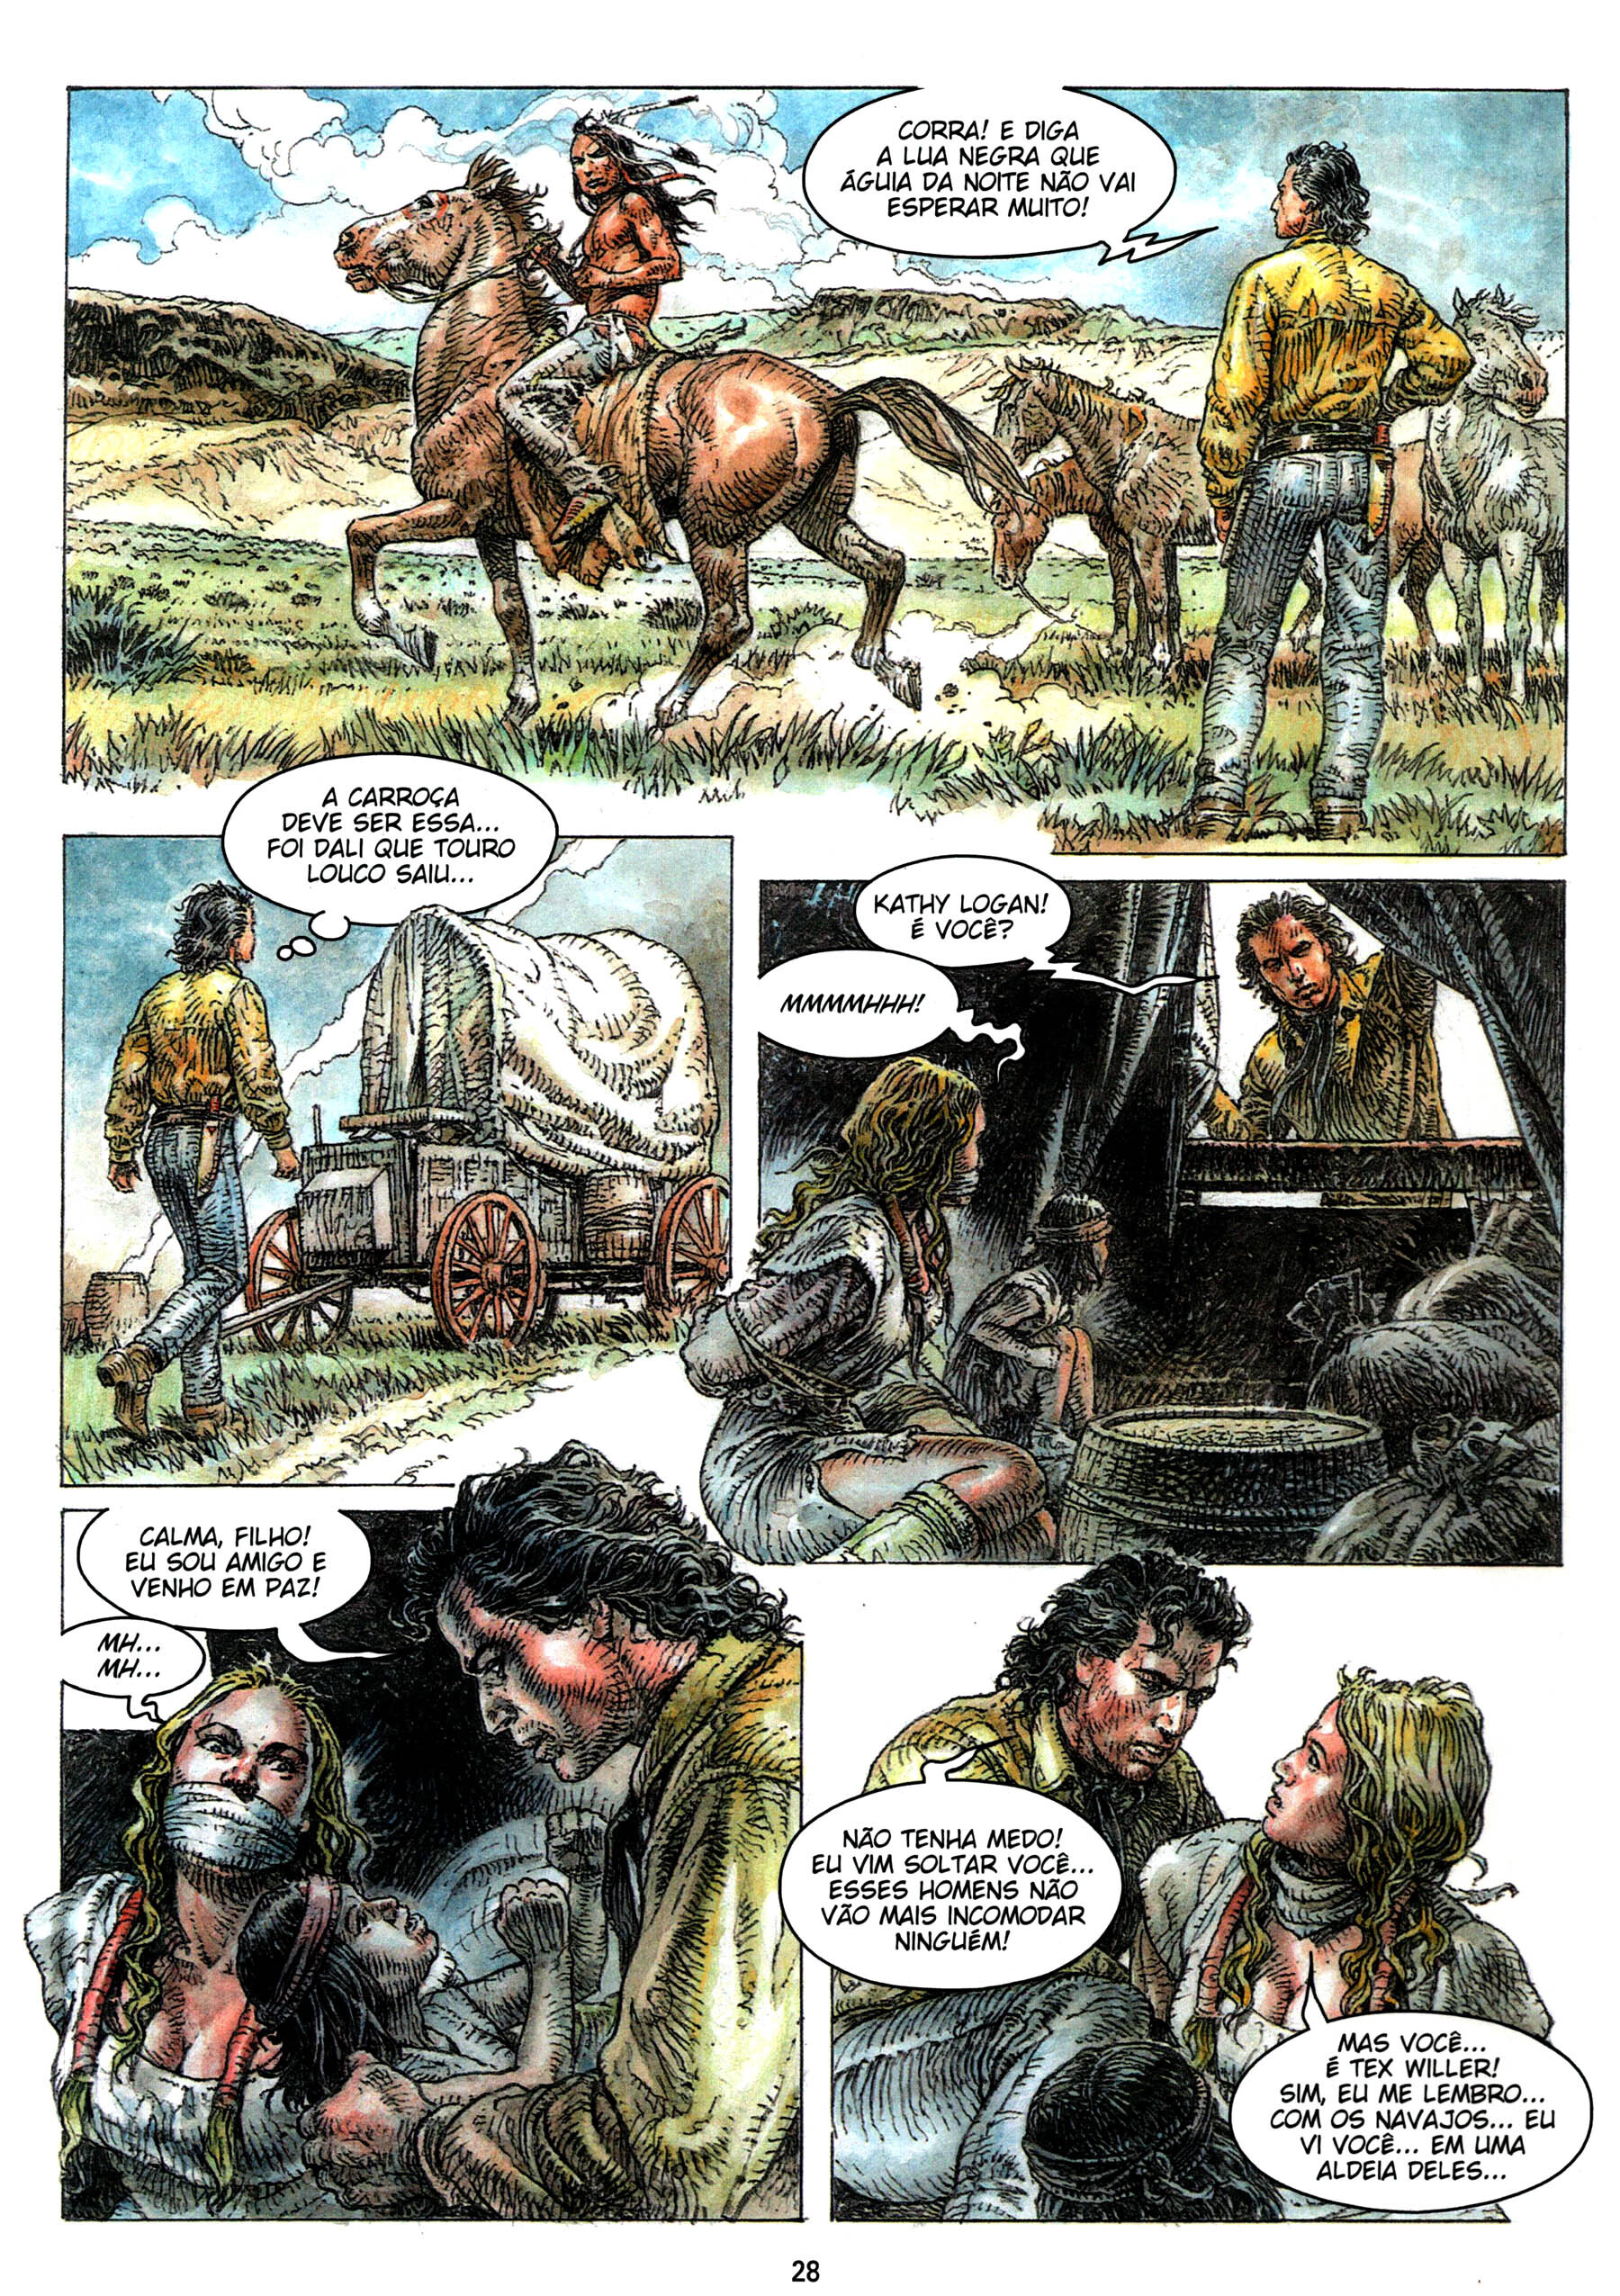 CORRA! E DIGA
A LUA NEGRA QUE
ÁGUIA DA NOITE NÃO VAI
ESPERAR MUITO!
A CARROÇA
DEVE SER ESSA...
FOI DALI QUE TOURO
LOUCO SAIU...
KATHY LOGAN!
É VOCÊ?
MMMMHHH!
CALMA, FILHO!
EU SOU AMIGO E
VENHO EM PAZ!
MH...
MH...
NÃO TENHA MEDO!
EU VIM SOLTAR VOCÊ...
ESSES HOMENS NÃO
VÃO MAIS INCOMODAR
NINGUÉM!
MAS VOCÊ...
É TEX WILLER!
SIM, EU ME LEMBRO...
COM OS NAVAJOS... EU
VI VOCÊ... EM UMA
ALDEIA DELES...
28